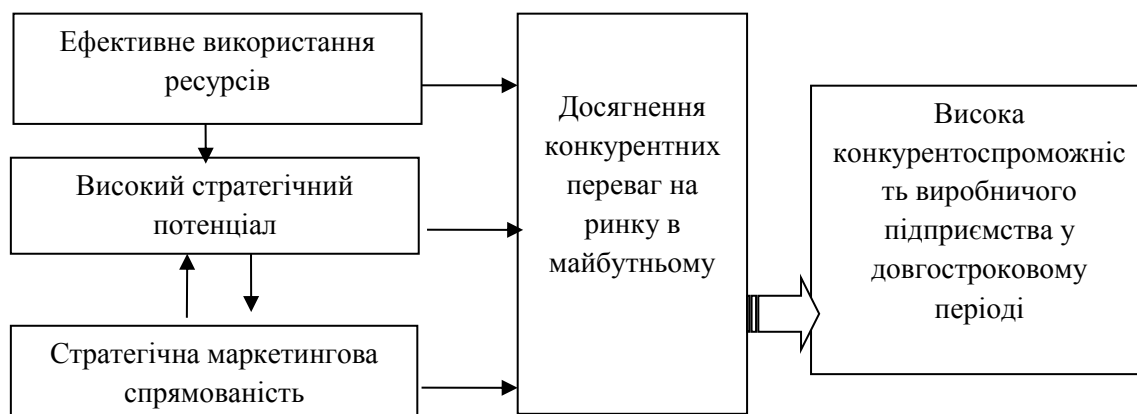 Ефективне використання
ресурсів
Високий стратегічний
потенціал
Стратегічна маркетингова
спрямованість
Досягнення
конкурентних
переваг на
ринку в
майбутньому
Висока
конкурентоспроможніс
ть виробничого
підприємства у
довгостроковому
періоді